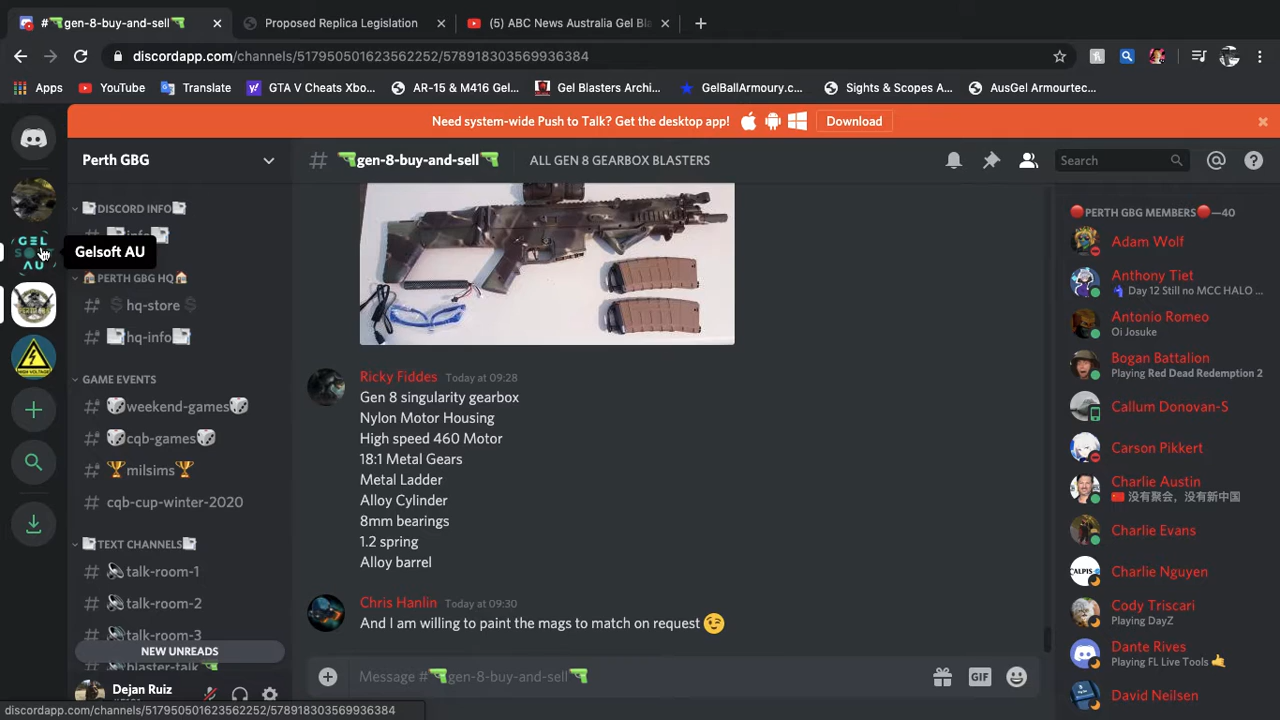 #🔫gen-8-buy-and-sell🔫
Proposed Replica Legislation
(5) ABC News Australia Gel Bla
discordapp.com/channels/517950501623562252/578918303569936384
Apps
YouTube
Translate
GTA V Cheats Xbo...
AR-15 & M416 Gel...
Gel Blasters Archi...
GelBallArmoury.c...
Sights & Scopes A...
AusGel Armourtec...
Need system-wide Push to Talk? Get the desktop app!
Download
Perth GBG
🔫gen-8-buy-and-sell🔫
ALL GEN 8 GEARBOX BLASTERS
Search
DISCORD INFO
GEL
AU
Gelsoft AU
🏠PERTH GBG HQ🏠
hq-store
hq-info
HIGH VOLTAGE
GAME EVENTS
🎲weekend-games🎲
🎲cqb-games🎲
🏆milsims🏆
cqb-cup-winter-2020
TEXT CHANNELS
talk-room-1
talk-room-2
talk-room-3
NEW UNREADS
blaster-talk
Dejan Ruiz
Ricky Fiddes Today at 09:28
Gen 8 singularity gearbox
Nylon Motor Housing
High speed 460 Motor
18:1 Metal Gears
Metal Ladder
Alloy Cylinder
8mm bearings
1.2 spring
Alloy barrel
Chris Hanlin Today at 09:30
And I am willing to paint the mags to match on request 😉
Message #🔫gen-8-buy-and-sell🔫
GIF
🔴PERTH GBG MEMBERS🔴—40
Adam Wolf
Anthony Tiet
Day 12 Still no MCC HALO ...
Antonio Romeo
Oi Josuke
Bogan Battalion
Playing Red Dead Redemption 2
Callum Donovan-S
Carson Pikkert
Charlie Austin
🇨🇳 没有聚会，没有新中国
Charlie Evans
CALPIS
Charlie Nguyen
Cody Triscari
Playing DayZ
Dante Rives
Playing FL Live Tools
David Neilsen
discordapp.com/channels/517950501623562252/578918303569936384